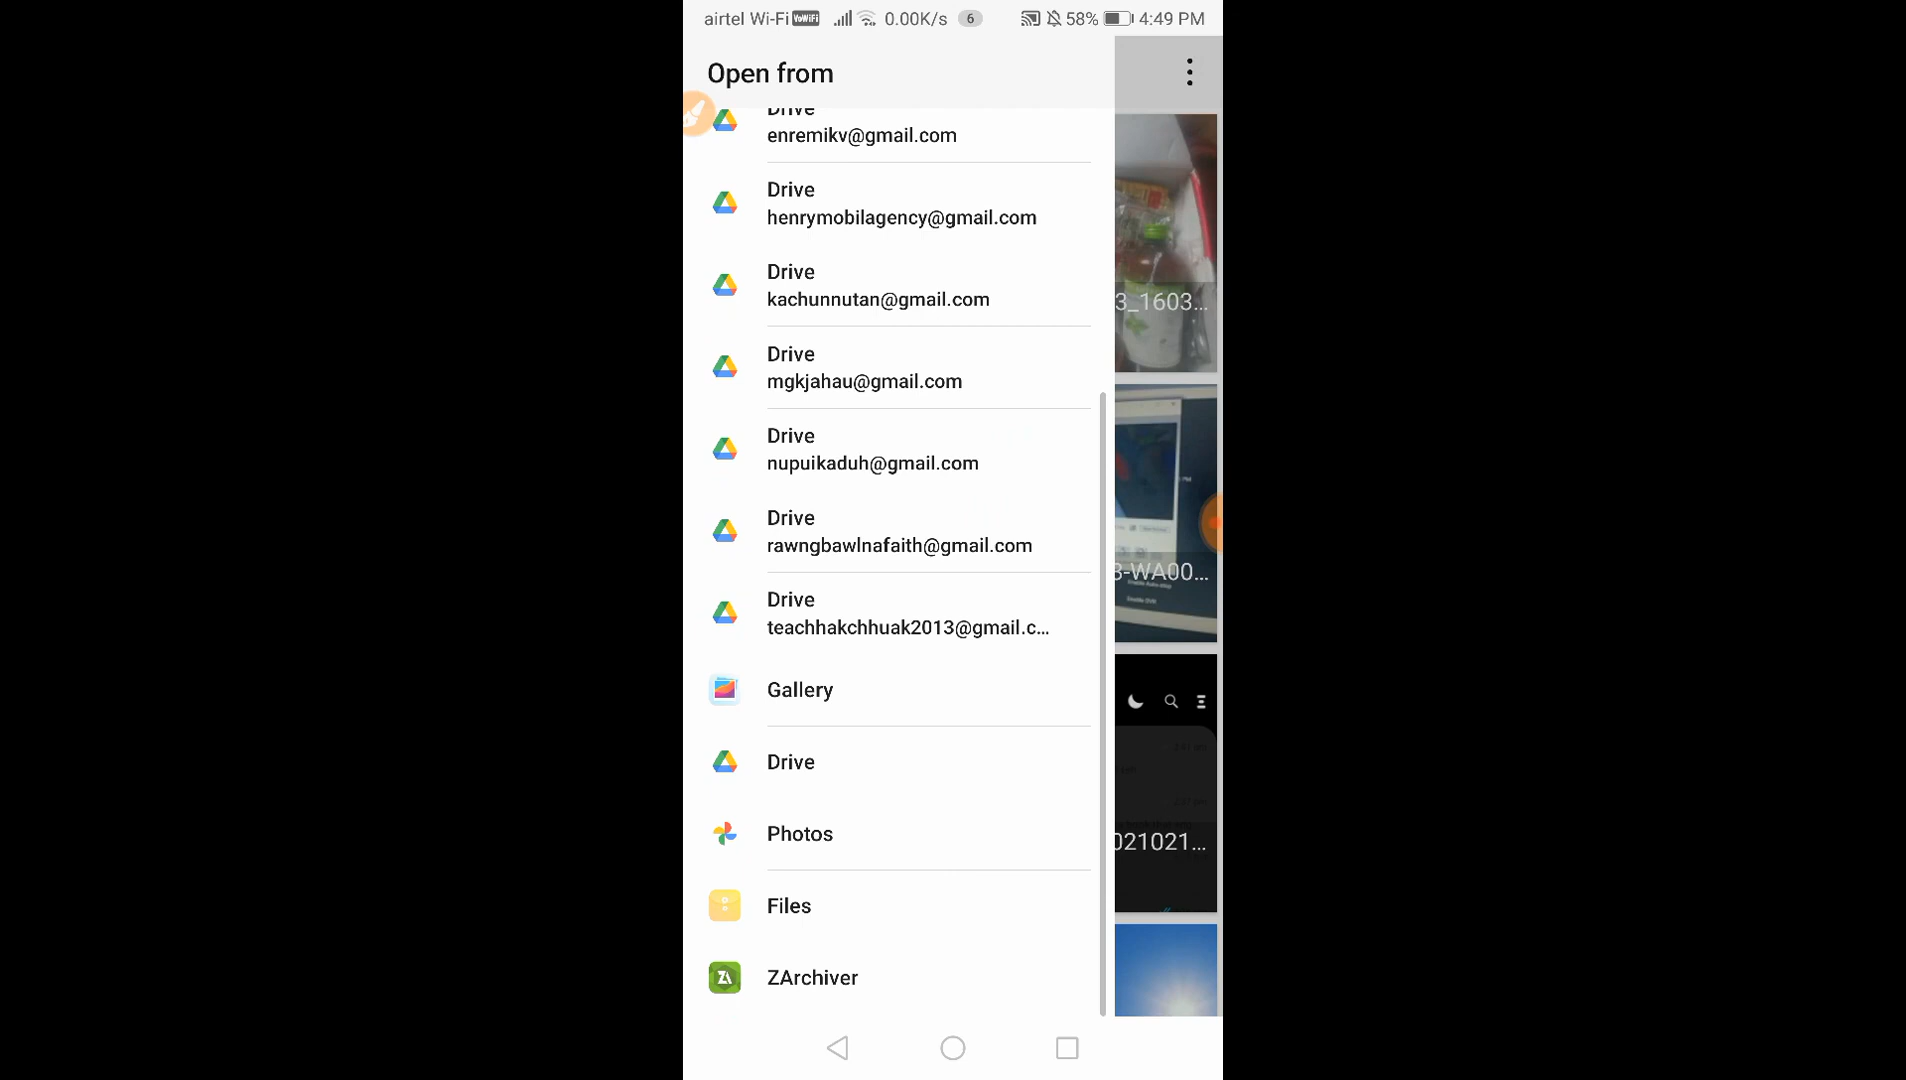 airtel Wi-Fi VoWiFi 0.00K/s 6 58% 4:49 PM
Open from
Drive
enremikv@gmail.com
Drive
henrymobilagency@gmail.com
3_1603...
Drive
kachunnutan@gmail.com
Drive
mgkjahau@gmail.com
Drive
nupuikaduh@gmail.com
Drive
rawngbawlnafaith@gmail.com
3-WA00...
Drive
teachhakchhuak2013@gmail.c...
Gallery
Drive
Photos
021021...
Files
ZA ZArchiver